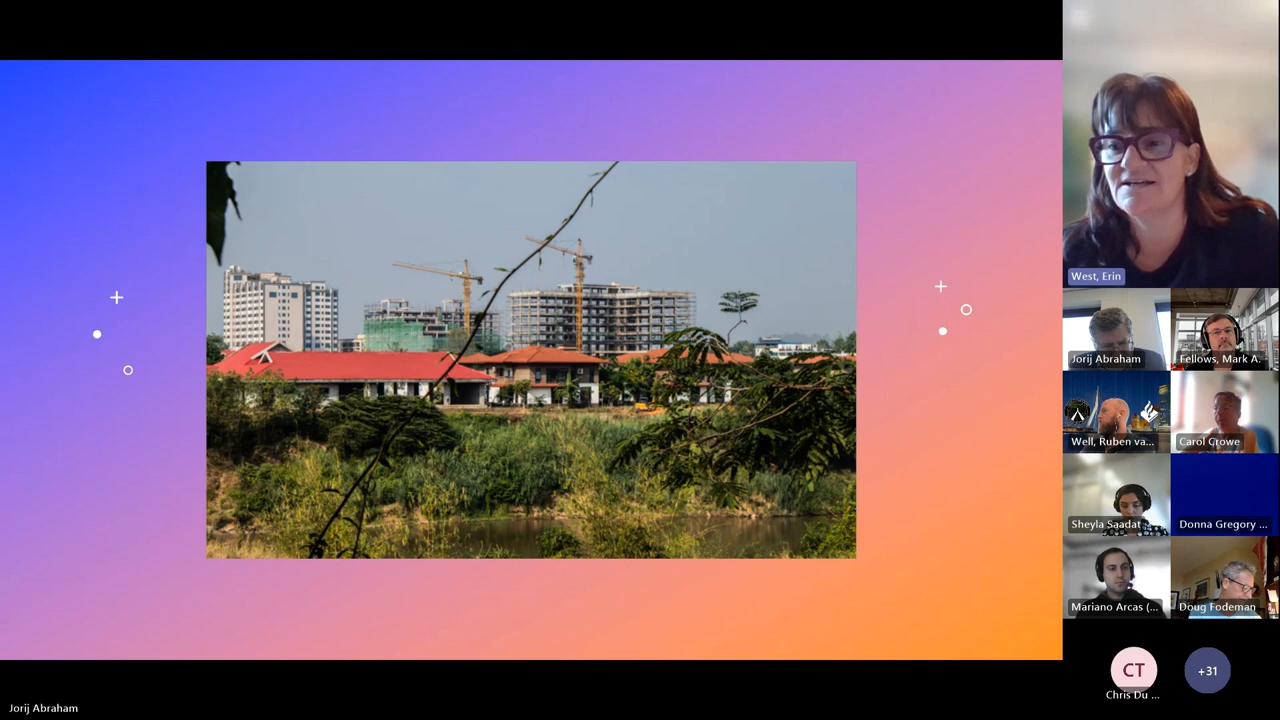 West, Erin
Jorij Abraham
Fellows, Mark A.
Well, Ruben va...
Carol Crowe
Sheyla Saadat
Donna Gregory ...
Mariano Arcas (...
Doug Fodeman
CT
+31
Chris Du ...
Jorij Abraham